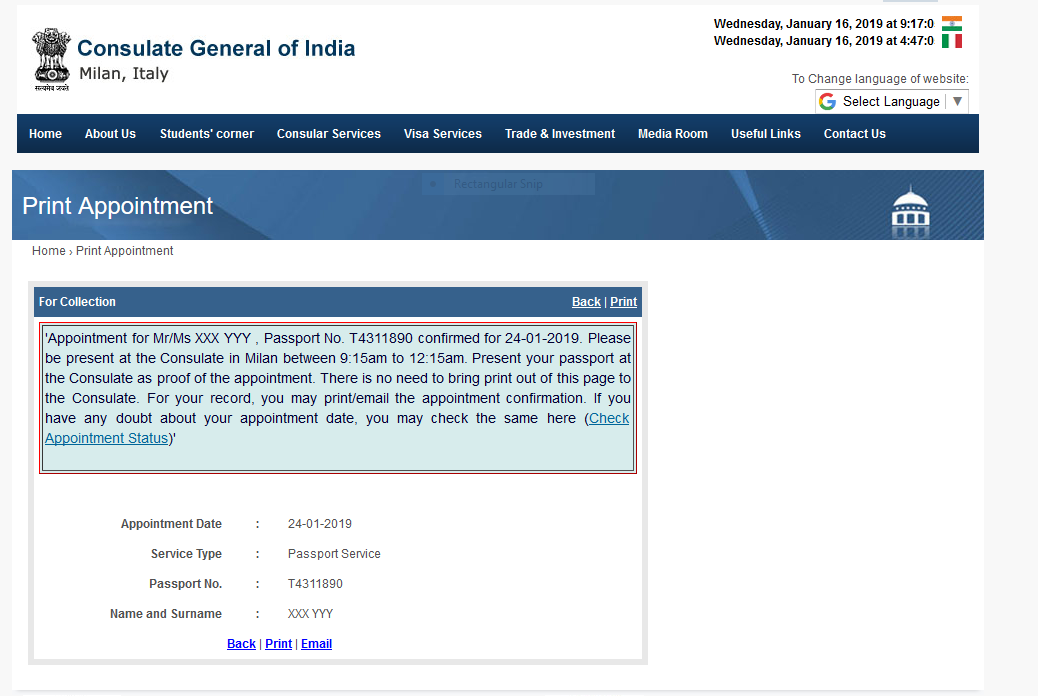 Wednesday, January 16, 2019 at 9:17:0
Wednesday, January 16, 2019 at 4:47:0
Consulate General of India
Milan, Italy
सत्यमेव जयते
To Change language of website:
Select Language ▼
Home About Us Students' corner Consular Services Visa Services Trade & Investment Media Room Useful Links Contact Us
Rectangular Snip
Print Appointment
Home › Print Appointment
For Collection Back | Print
'Appointment for Mr/Ms XXX YYY , Passport No. T4311890 confirmed for 24-01-2019. Please
be present at the Consulate in Milan between 9:15am to 12:15am. Present your passport at
the Consulate as proof of the appointment. There is no need to bring print out of this page to
the Consulate. For your record, you may print/email the appointment confirmation. If you
have any doubt about your appointment date, you may check the same here (Check
Appointment Status)'
Appointment Date : 24-01-2019
Service Type : Passport Service
Passport No. : T4311890
Name and Surname : XXX YYY
Back | Print | Email